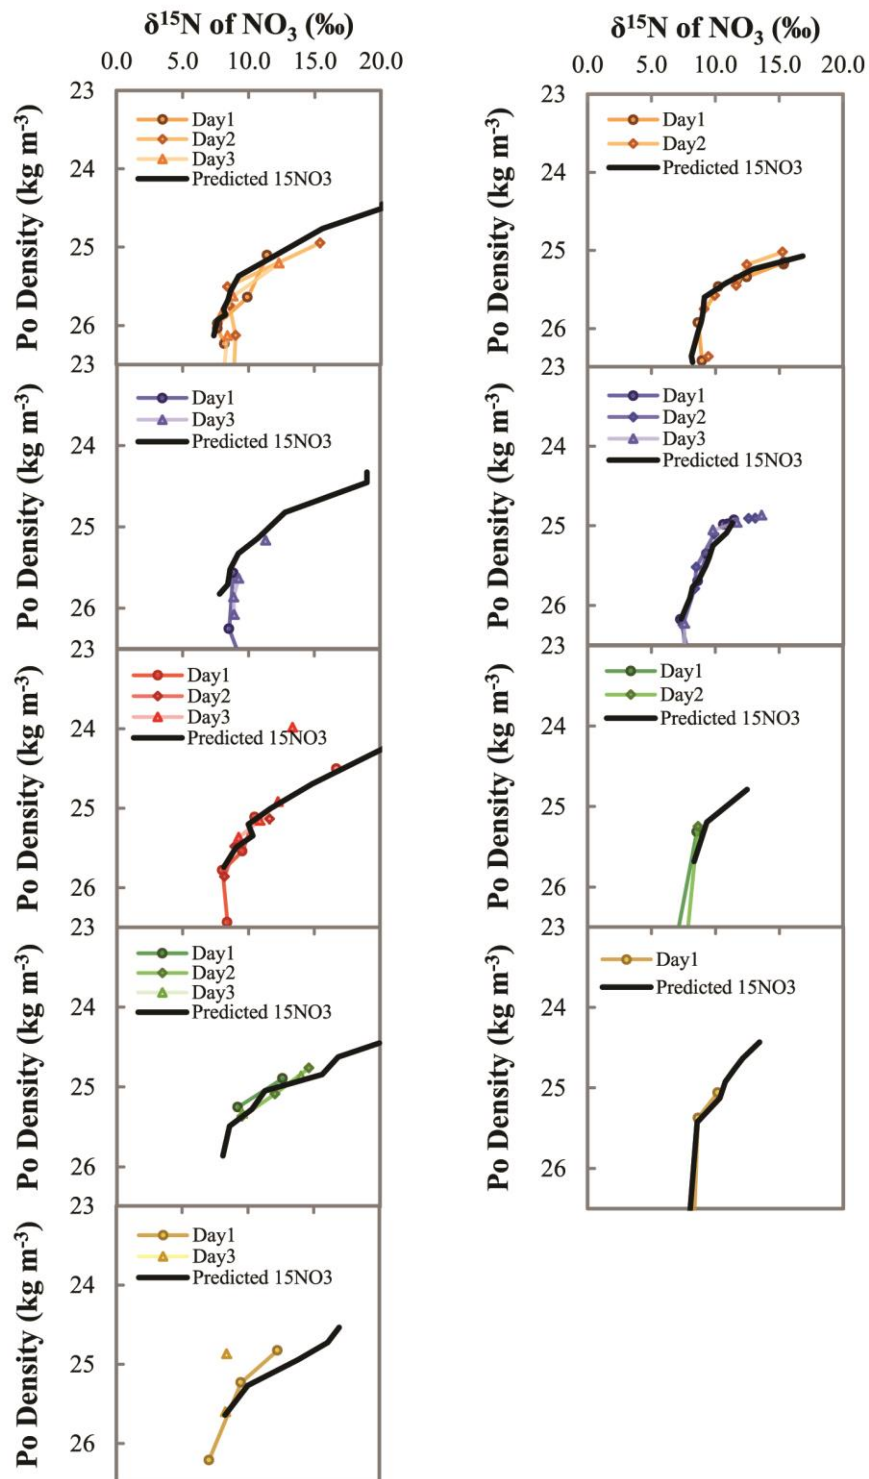 δ¹⁵N of NO₃ (‰)
0.0 5.0 10.0 15.0 20.0
23
24
25
26
23
Po Density (kg m⁻³)
Day1
Day2
Day3
Predicted 15NO3
24
25
26
23
Po Density (kg m⁻³)
Day1
Day3
Predicted 15NO3
24
25
26
23
Po Density (kg m⁻³)
Day1
Day2
Day3
Predicted 15NO3
24
25
26
23
Po Density (kg m⁻³)
Day1
Day2
Day3
Predicted 15NO3
24
25
26
Po Density (kg m⁻³)
Day1
Day3
Predicted 15NO3
δ¹⁵N of NO₃ (‰)
0.0 5.0 10.0 15.0 20.0
23
24
25
26
23
Po Density (kg m⁻³)
Day1
Day2
Predicted 15NO3
24
25
26
23
Po Density (kg m⁻³)
Day1
Day2
Day3
Predicted 15NO3
24
25
26
23
Po Density (kg m⁻³)
Day1
Day2
Predicted 15NO3
24
25
26
Po Density (kg m⁻³)
Day1
Predicted 15NO3